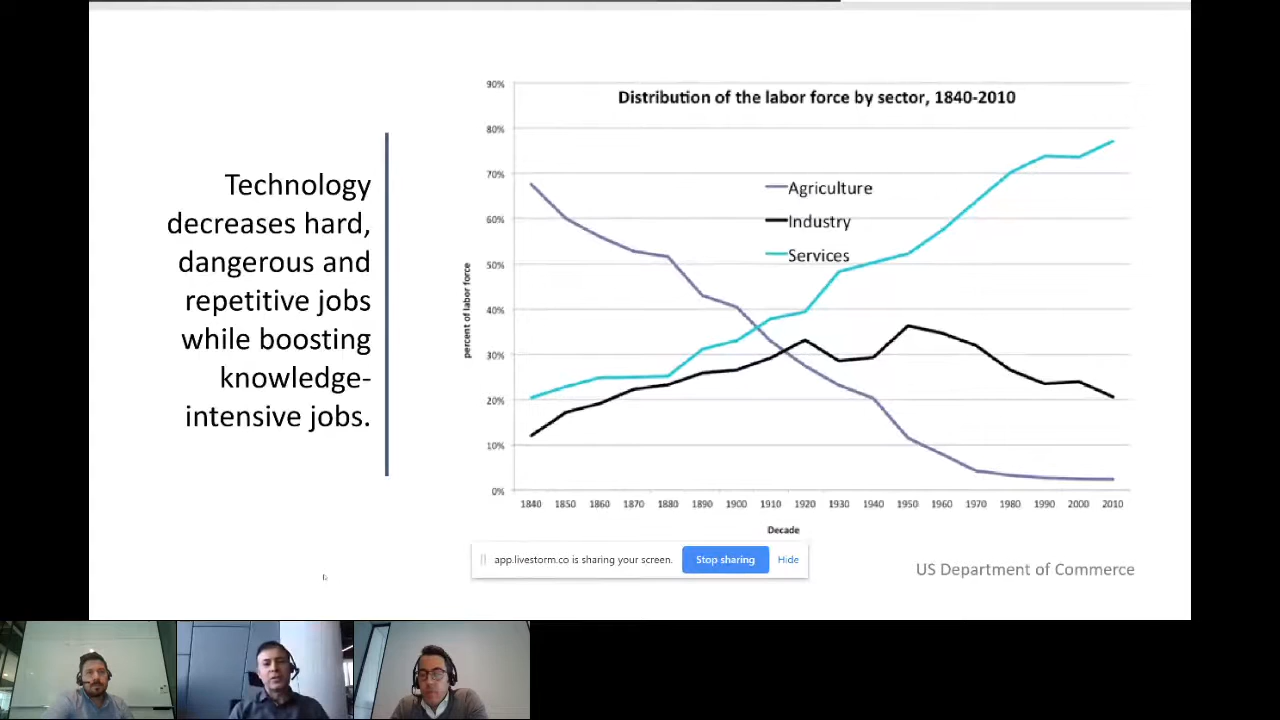 Technology
decreases hard,
dangerous and
repetitive jobs
while boosting
knowledge-
intensive jobs.
Distribution of the labor force by sector, 1840-2010
90%
80%
70%
60%
50%
40%
30%
20%
10%
0%
percent of labor force
Agriculture
Industry
Services
1840 1850 1860 1870 1880 1890 1900 1910 1920 1930 1940 1950 1960 1970 1980 1990 2000 2010
Decade
app.livestorm.co is sharing your screen. Stop sharing Hide
US Department of Commerce